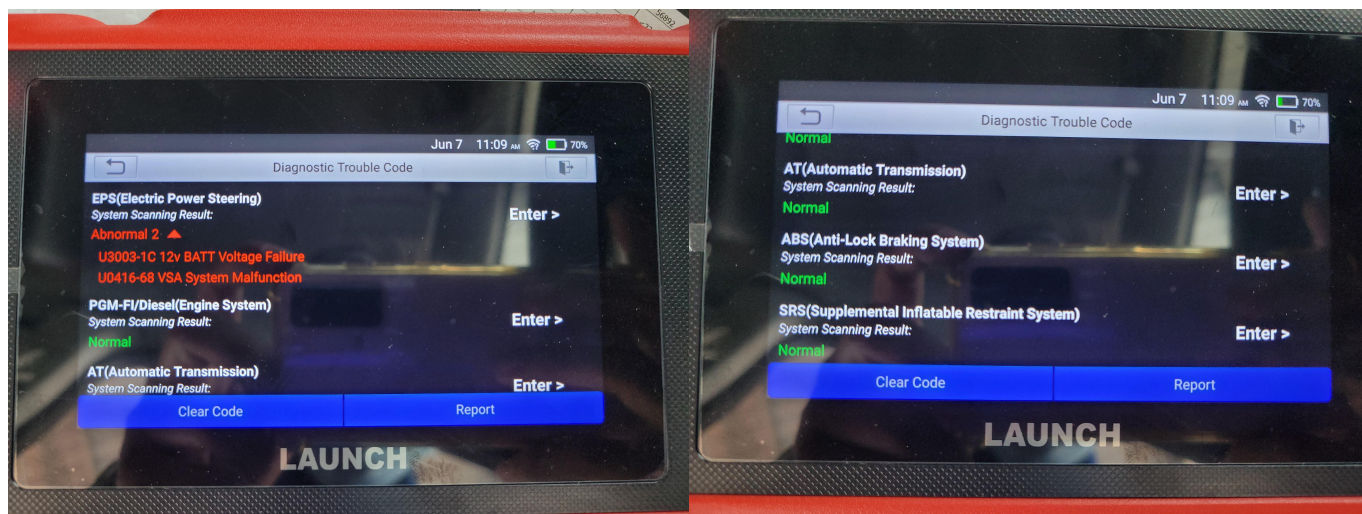 56892
Jun 7 11:09 AM 70%
Diagnostic Trouble Code
EPS(Electric Power Steering)
System Scanning Result:
Enter >
Abnormal 2
U3003-1C 12v BATT Voltage Failure
U0416-68 VSA System Malfunction
PGM-FI/Diesel(Engine System)
System Scanning Result:
Enter >
Normal
AT(Automatic Transmission)
System Scanning Result:
Enter >
Clear Code
Report
LAUNCH
Jun 7 11:09 AM 70%
Diagnostic Trouble Code
Normal
AT(Automatic Transmission)
System Scanning Result:
Enter >
Normal
ABS(Anti-Lock Braking System)
System Scanning Result:
Enter >
Normal
SRS(Supplemental Inflatable Restraint System)
System Scanning Result:
Enter >
Normal
Clear Code
Report
LAUNCH